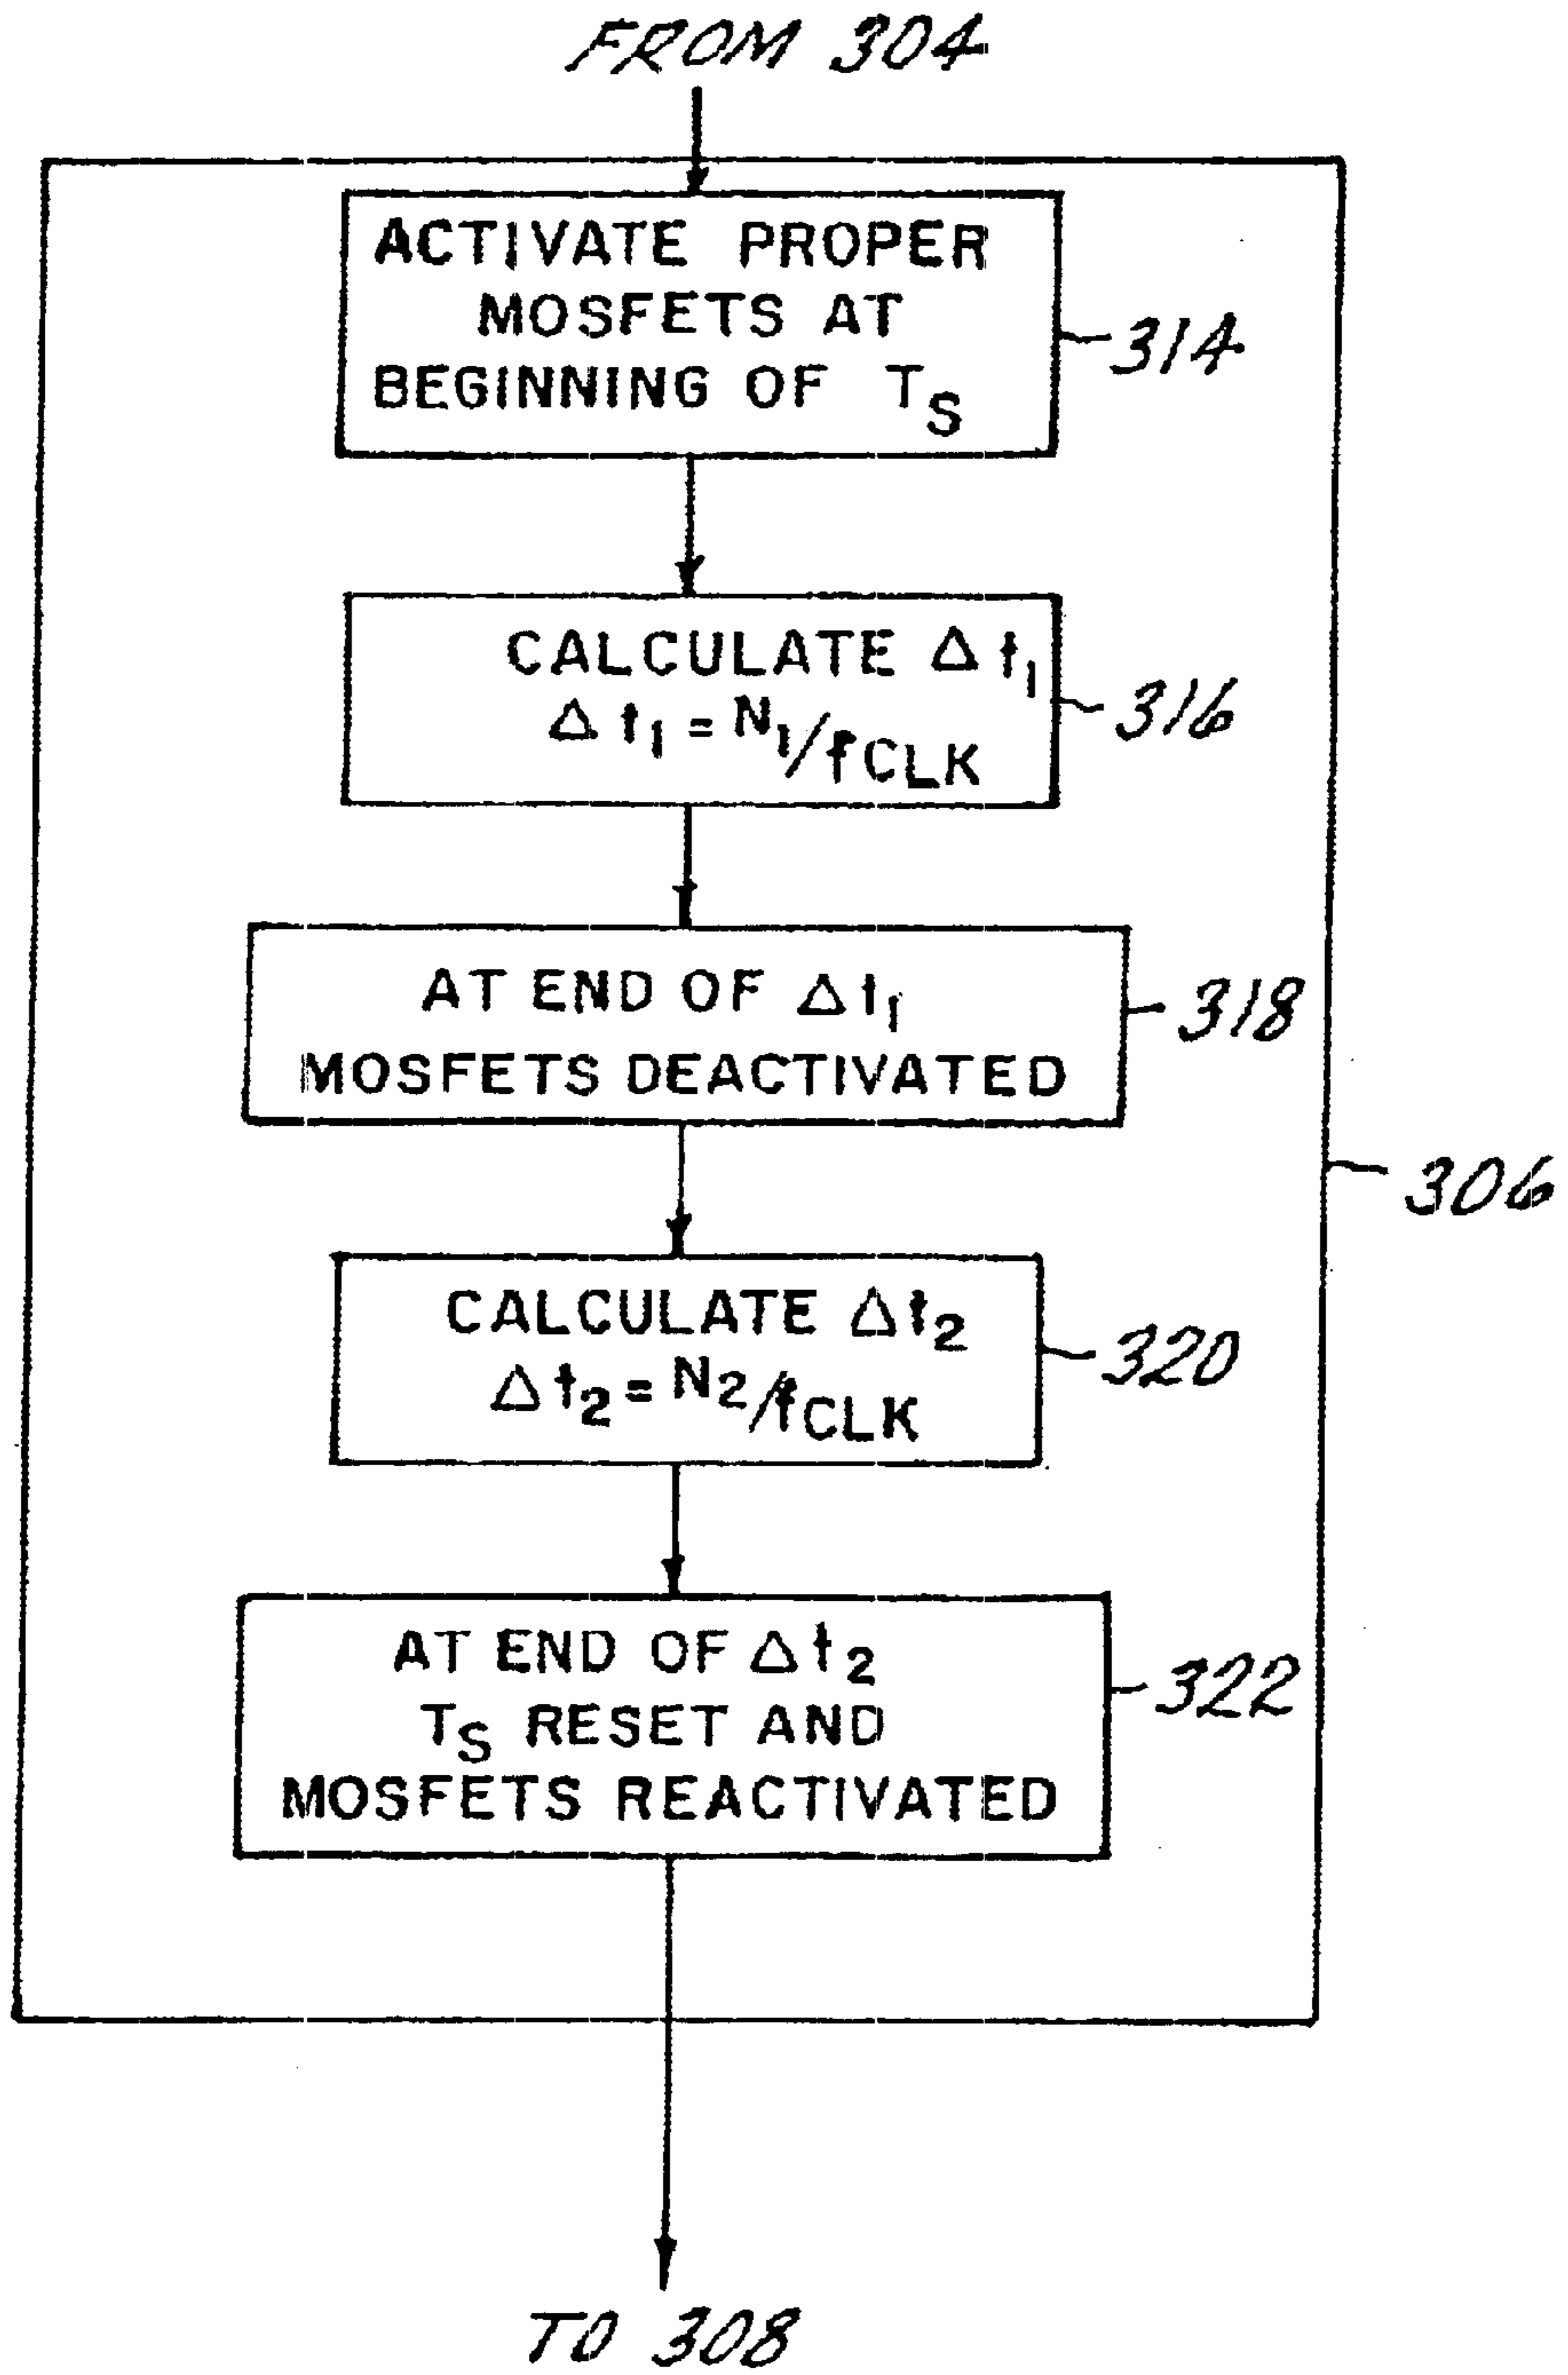 FROM 304
ACTIVATE PROPER
MOSFETS AT
BEGINNING OF TS
314
CALCULATE Δt1
Δt1 = N1/fCLK
316
AT END OF Δt1
MOSFETS DEACTIVATED
318
306
CALCULATE Δt2
Δt2 = N2/fCLK
320
AT END OF Δt2
TS RESET AND
MOSFETS REACTIVATED
322
TO 308